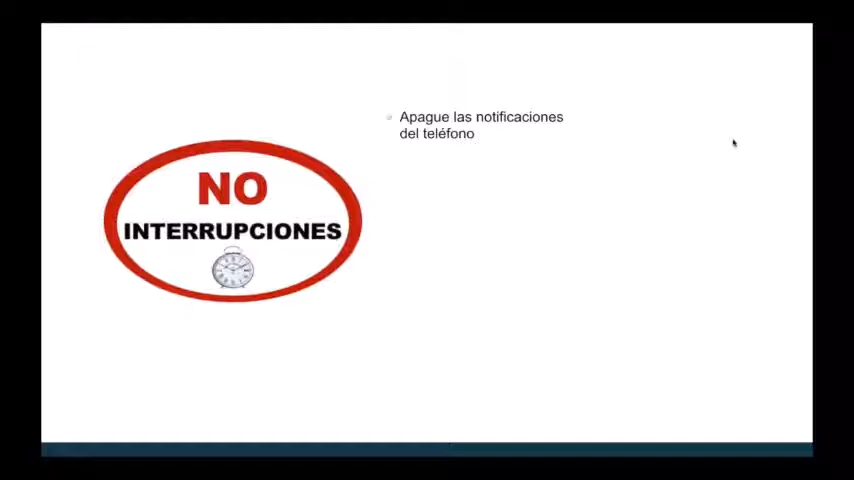 NO
INTERRUPCIONES
Apague las notificaciones
del teléfono